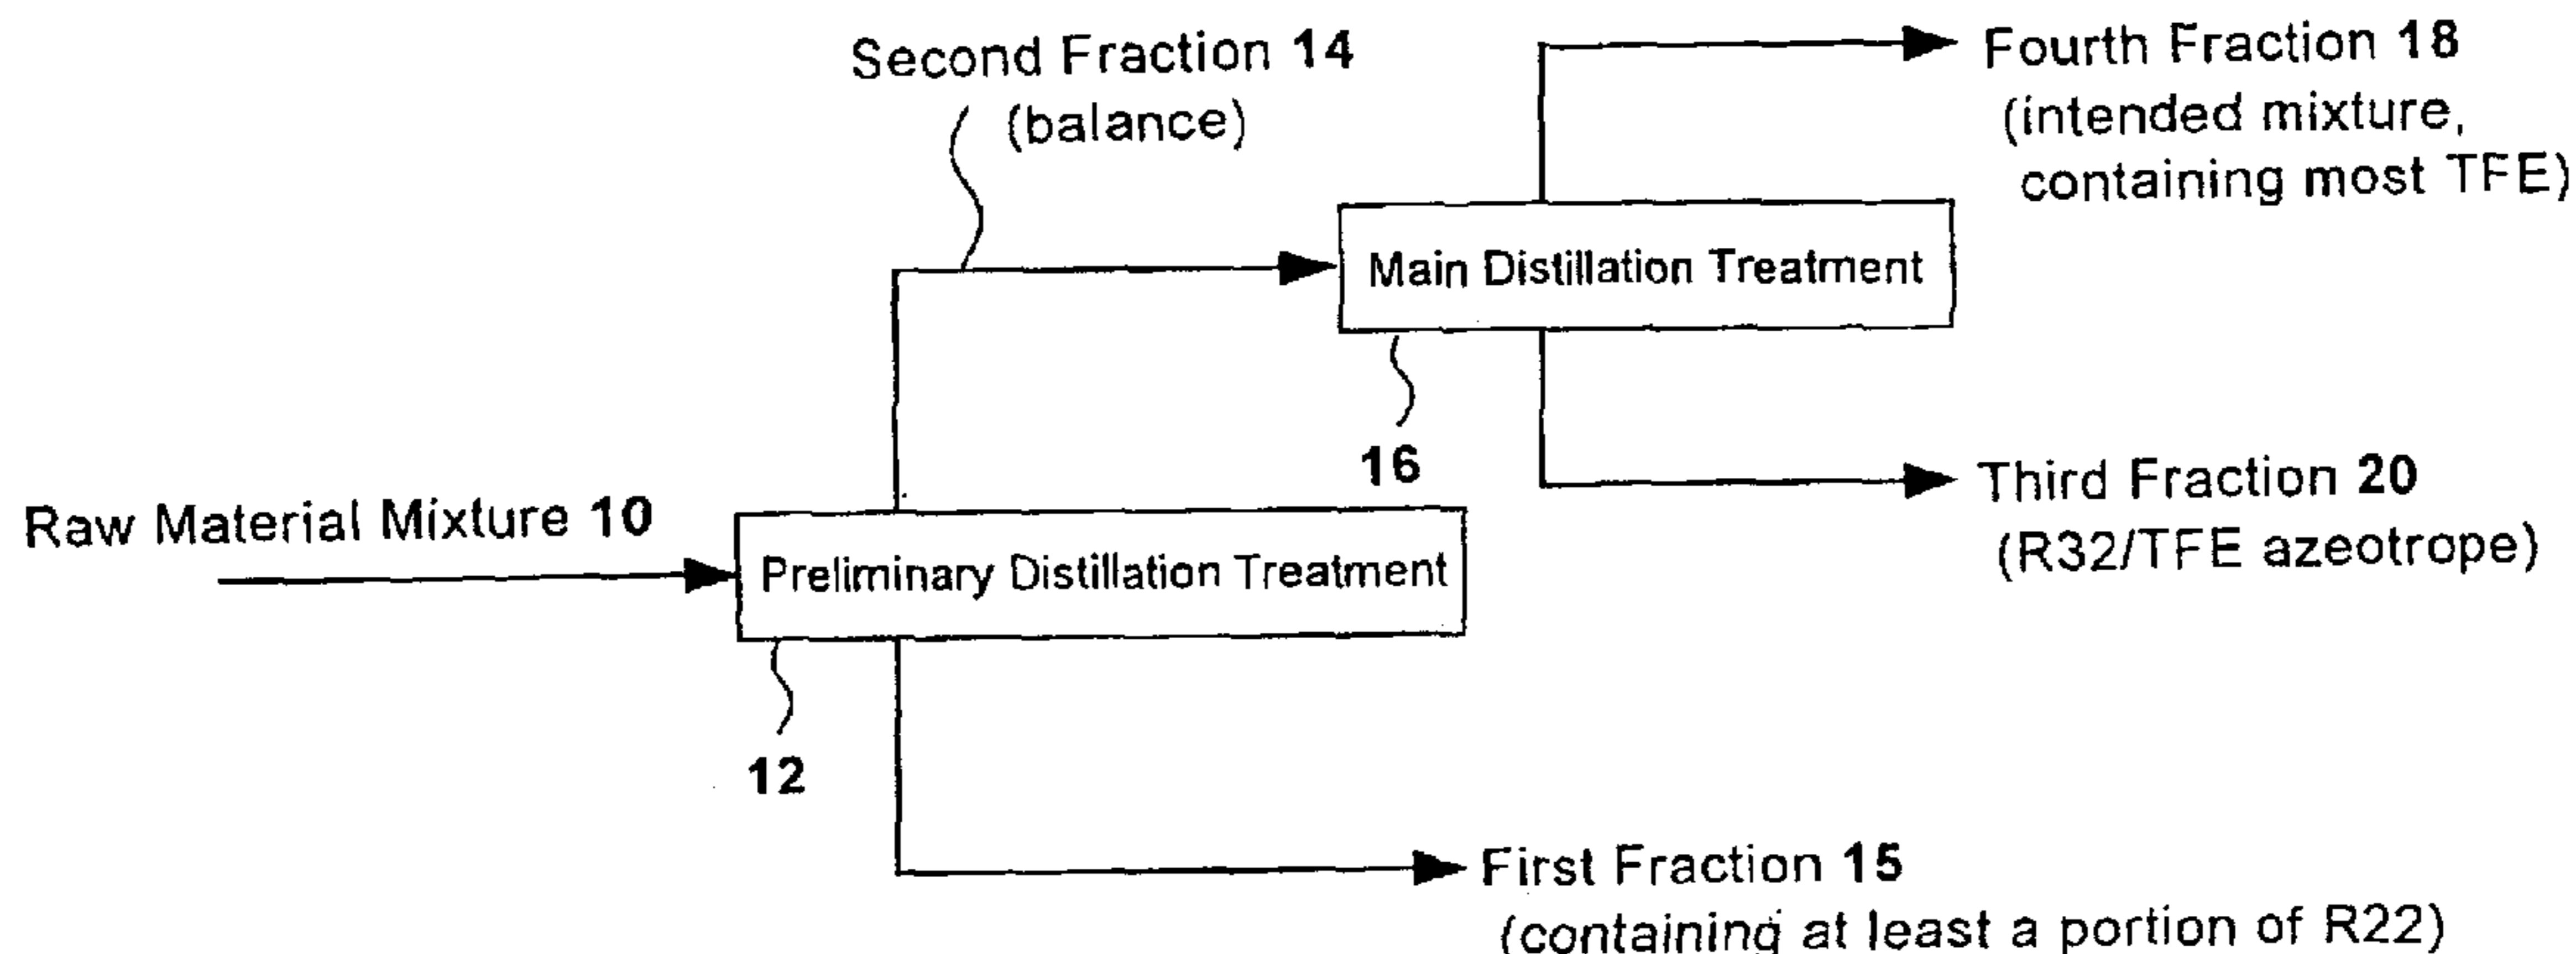 Second Fraction 14
(balance)
Fourth Fraction 18
(intended mixture,
containing most TFE)
Main Distillation Treatment
16
Third Fraction 20
(R32/TFE azeotrope)
Raw Material Mixture 10
Preliminary Distillation Treatment
12
First Fraction 15
(containing at least a portion of R22)